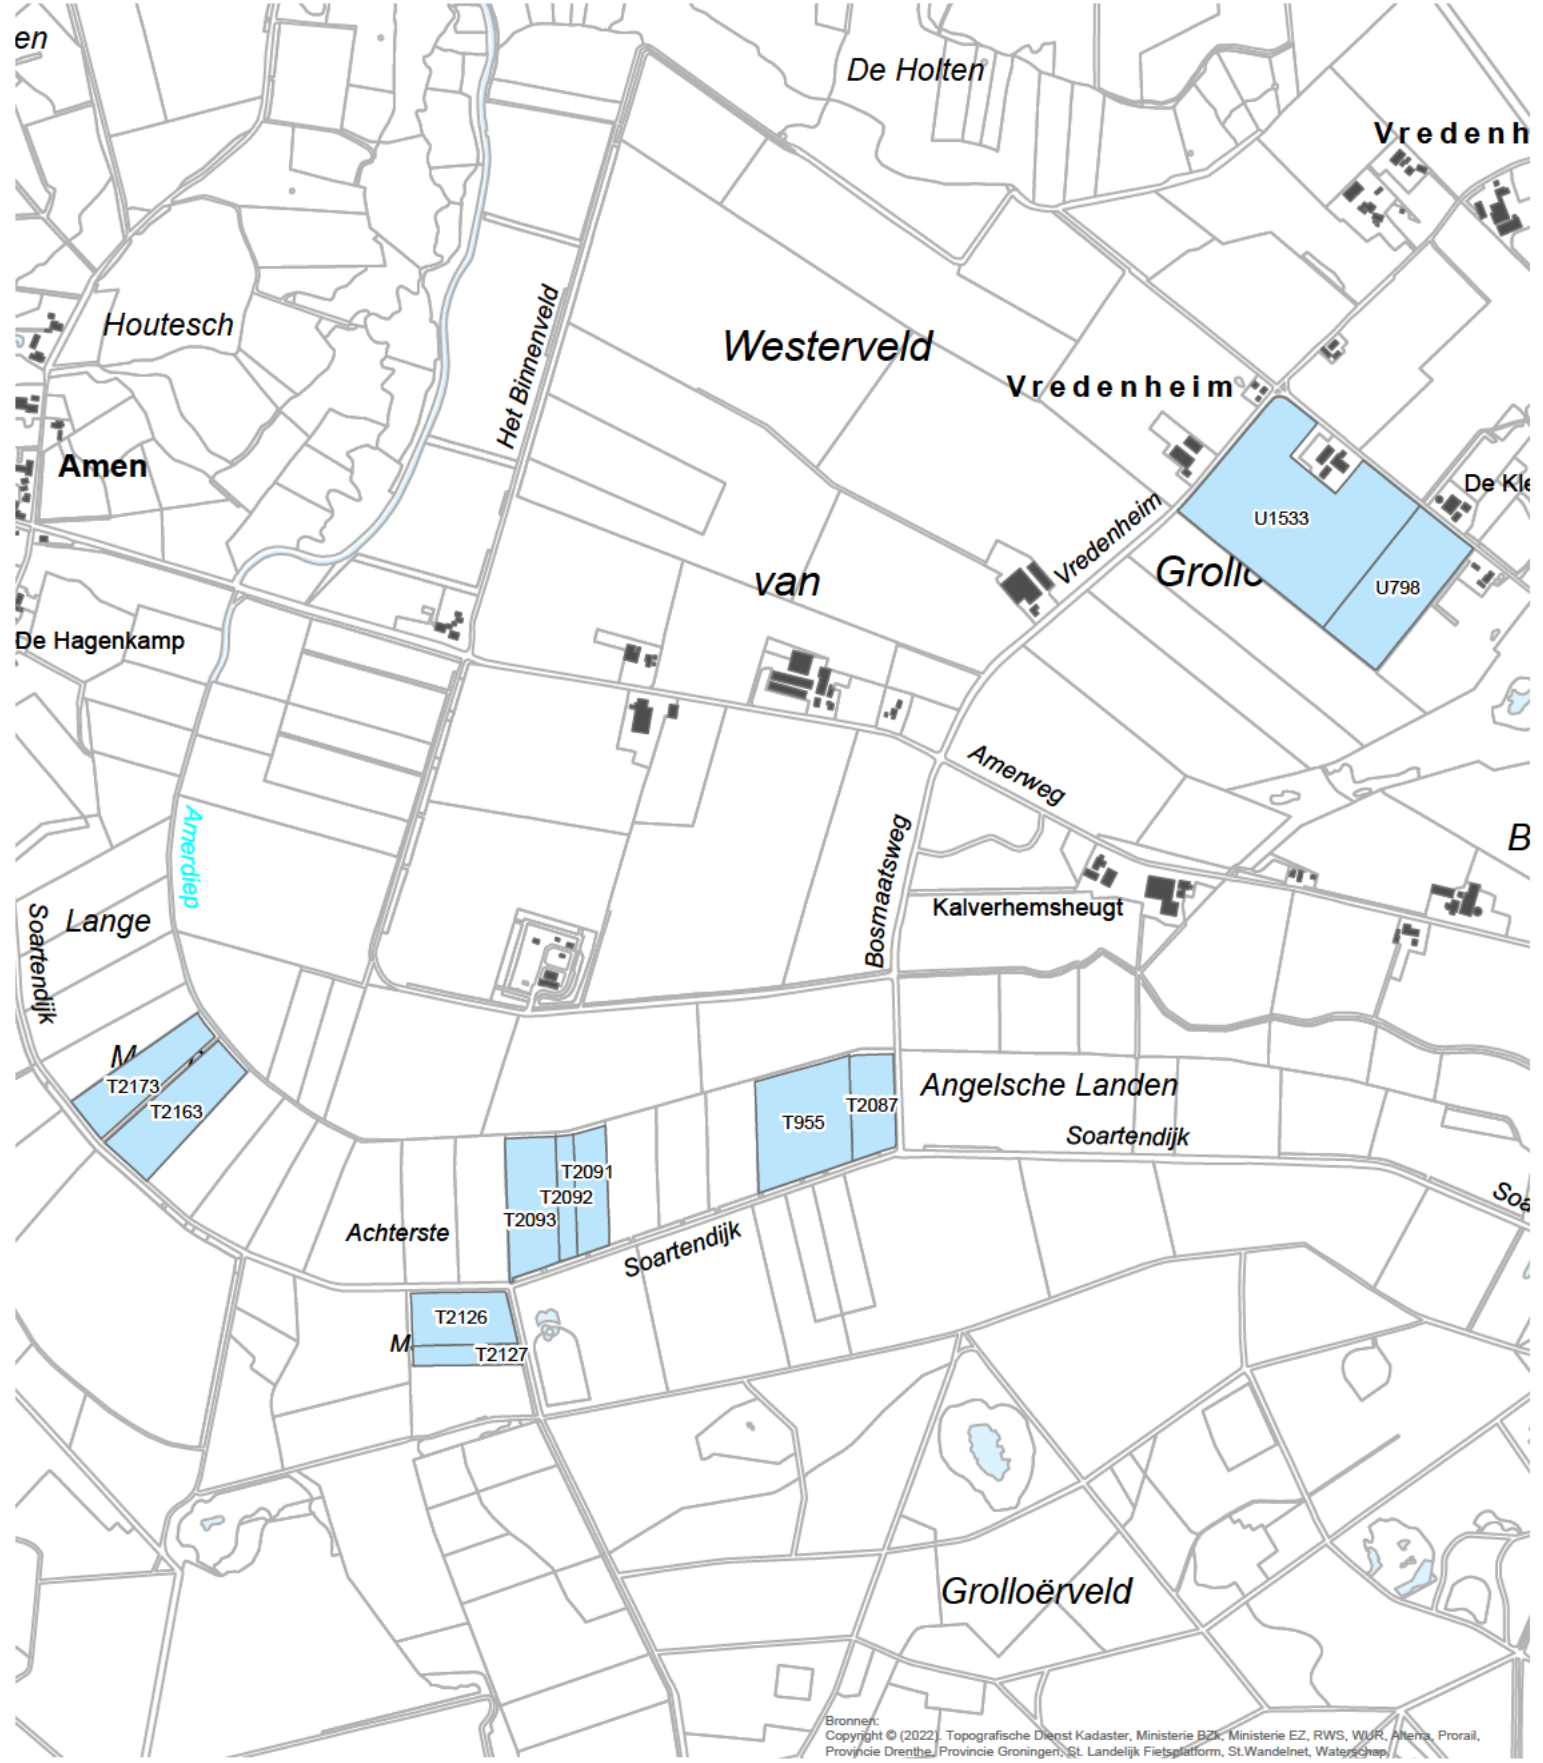 en
De Holten
Vredenh
Houtesch
Het Binnenveld
Westerveld
Vredenheim
Amen
De Kle
U1533
Vredenheim
van
Grollo
U798
De Hagenkamp
Amerweg
Amerdiep
B
Bosmaatsweg
Kalverhemsheugt
Lange
Soartendijk
M
T2173
T2163
Angelsche Landen
T2087
T955
Soartendijk
T2091
T2092
T2093
Soa
Achterste
Soartendijk
T2126
M
T2127
Grolloërveld
Bronnen:
Copyright © (2022). Topografische Dienst Kadaster, Ministerie BZK, Ministerie EZ, RWS, WUR, Alterra, Prorail,
Provincie Drenthe, Provincie Groningen, St. Landelijk Fietsplatform, St.Wandelnet, Waterschap.